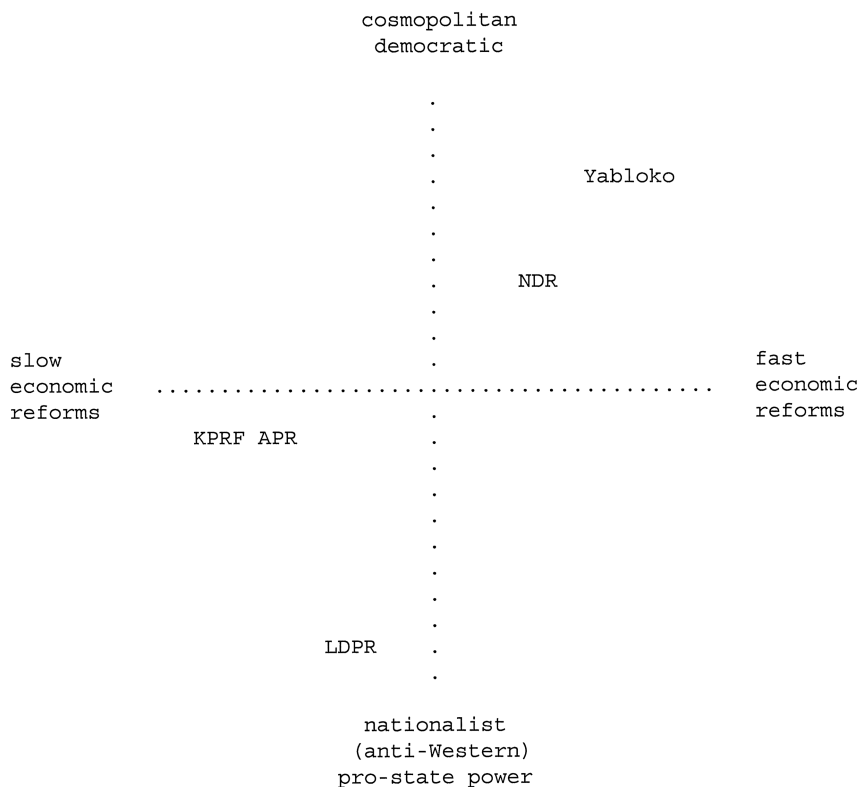 cosmopolitan
democratic
Yabloko
NDR
slow
economic
reforms
fast
economic
reforms
KPRF APR
LDPR
nationalist
(anti-Western)
pro-state power